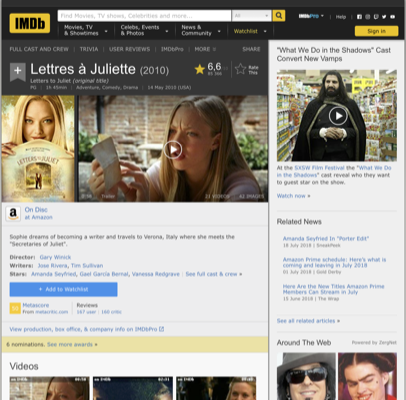 IMDb
Find Movies, TV shows, Celebrities and more...
All
IMDbPro
Help
Movies, TV
& Showtimes
Celebs, Events
& Photos
News &
Community
Watchlist
Sign in
FULL CAST AND CREW | TRIVIA | USER REVIEWS | IMDbPro | MORE
SHARE
Lettres à Juliette (2010)
Letters to Juliet (original title)
PG | 1h 45min | Adventure, Comedy, Drama | 14 May 2010 (USA)
6,6
Rate
This
LETTERS to JULIET
Trailer
On Disc
at Amazon
Sophie dreams of becoming a writer and travels to Verona, Italy where she meets the
"Secretaries of Juliet".
Director: Gary Winick
Writers: Jose Rivera, Tim Sullivan
Stars: Amanda Seyfried, Gael García Bernal, Vanessa Redgrave | See full cast & crew »
+ Add to Watchlist
Metascore
From metacritic.com
Reviews
167 user | 160 critic
View production, box office, & company info on IMDbPro
6 nominations. See more awards »
Videos
"What We Do in the Shadows" Cast
Convert New Vamps
At the SXSW Film Festival the "What We
Do in the Shadows" cast reveal who they
want to guest star on the show.
Watch now »
Related News
Amanda Seyfried In "Porter Edit"
18 July 2018 | SneakPeek
Amazon Prime schedule: Here's what is
coming and leaving in July 2018
01 July 2018 | Gold Derby
Here Are the New Titles Amazon Prime
Members Can Stream in July
15 June 2018 | The Wrap
See all related articles »
Around The Web
Powered by ZergNet